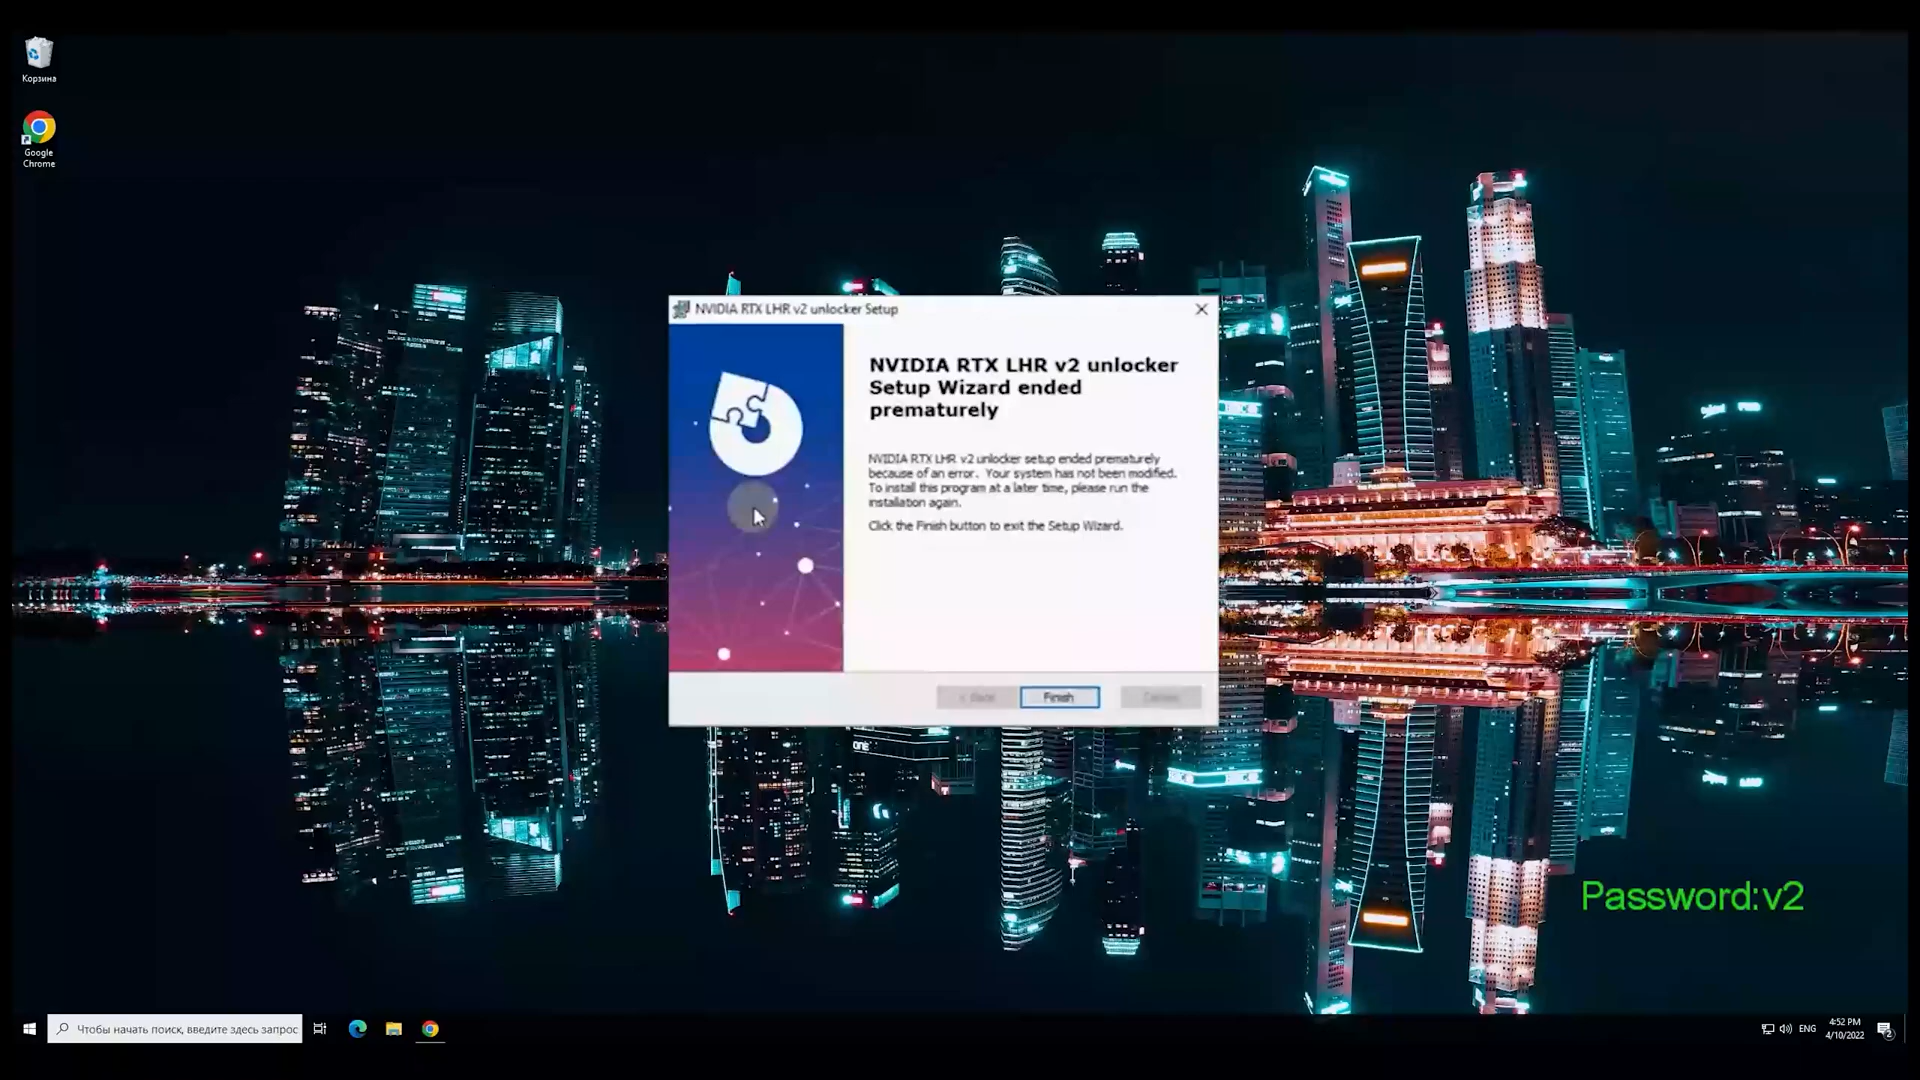 Корзина
Google
Chrome
NVIDIA RTX LHR v2 unlocker Setup
NVIDIA RTX LHR v2 unlocker
Setup Wizard ended
prematurely
NVIDIA RTX LHR v2 unlocker setup ended prematurely
because of an error. Your system has not been modified.
To install this program at a later time, please run the
installation again.
Click the Finish button to exit the Setup Wizard.
< Back
Finish
Cancel
Password:v2
Чтобы начать поиск, введите здесь запрос
ENG
4:52 PM
4/10/2022
2